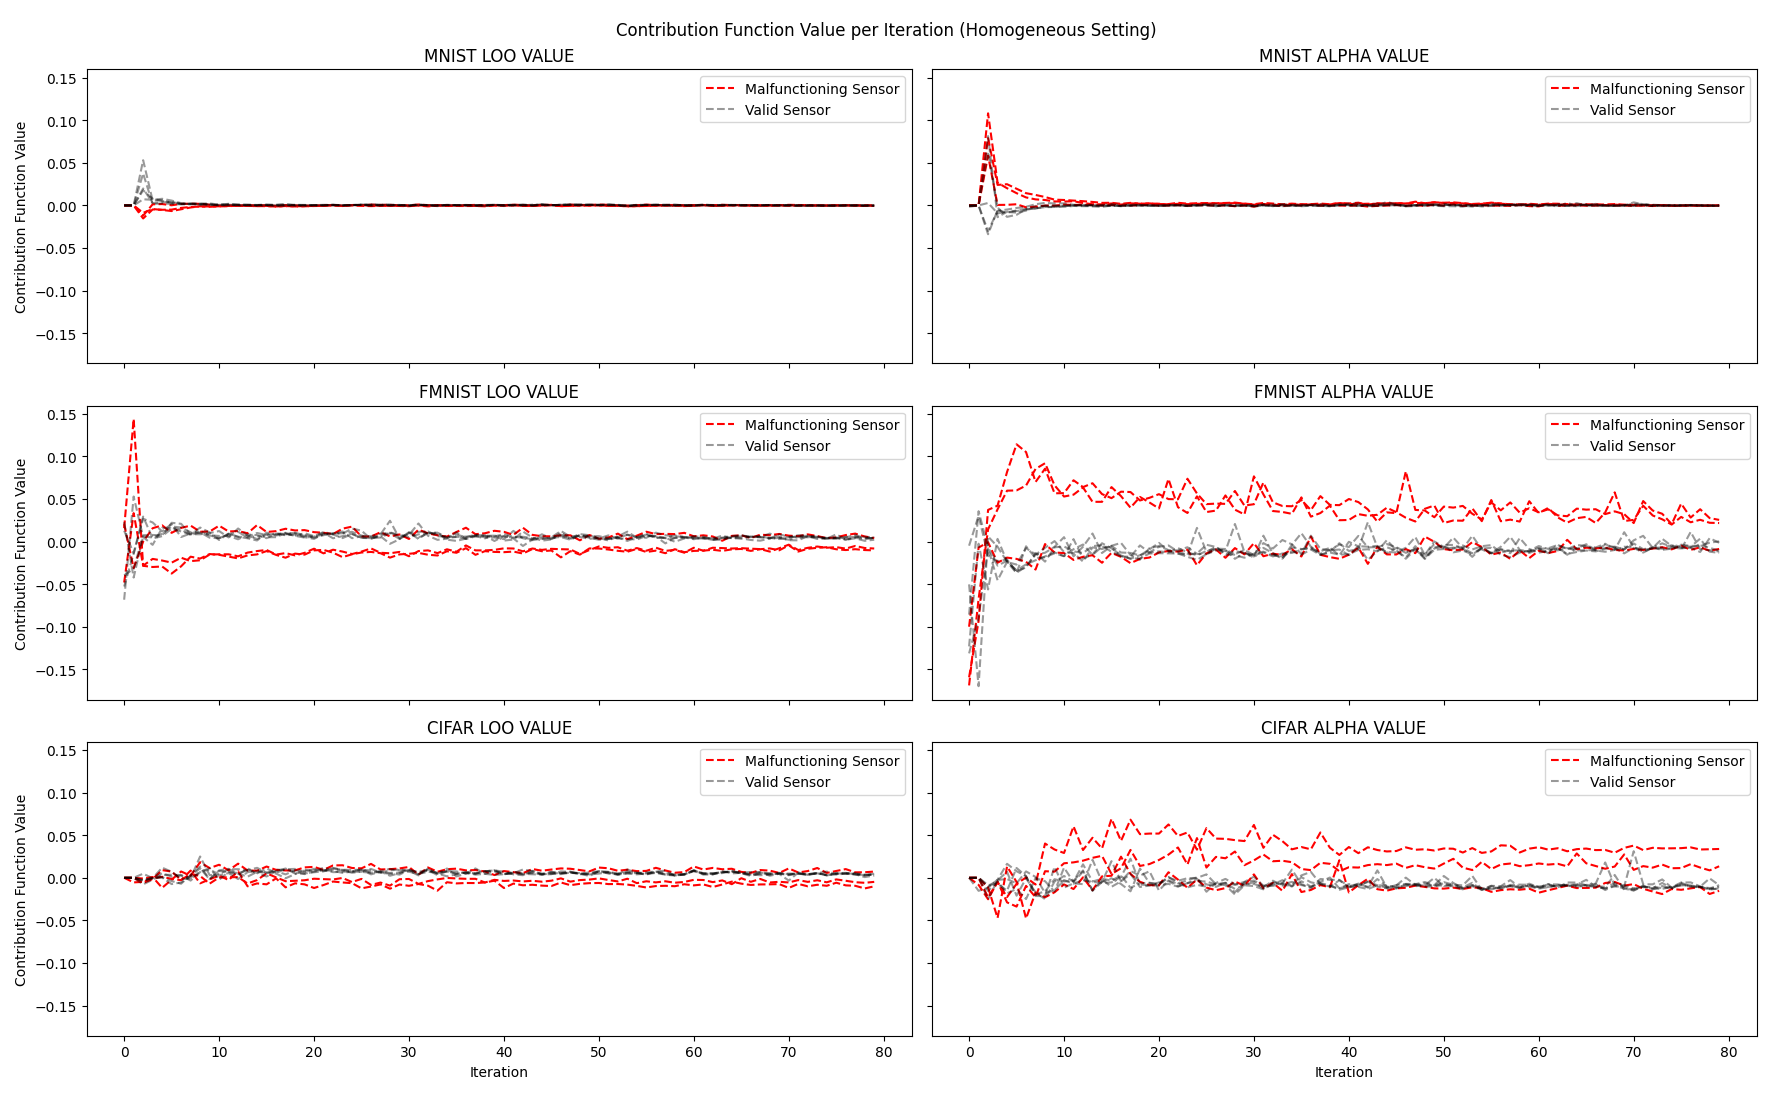 Contribution Function Value per Iteration (Homogeneous Setting)
MNIST LOO VALUE
Contribution Function Value
0.15
0.10
0.05
0.00
−0.05
−0.10
−0.15
Malfunctioning Sensor
Valid Sensor
MNIST ALPHA VALUE
Malfunctioning Sensor
Valid Sensor
FMNIST LOO VALUE
Contribution Function Value
0.15
0.10
0.05
0.00
−0.05
−0.10
−0.15
Malfunctioning Sensor
Valid Sensor
FMNIST ALPHA VALUE
Malfunctioning Sensor
Valid Sensor
CIFAR LOO VALUE
Contribution Function Value
0.15
0.10
0.05
0.00
−0.05
−0.10
−0.15
Malfunctioning Sensor
Valid Sensor
0 10 20 30 40 50 60 70 80
Iteration
CIFAR ALPHA VALUE
Malfunctioning Sensor
Valid Sensor
0 10 20 30 40 50 60 70 80
Iteration